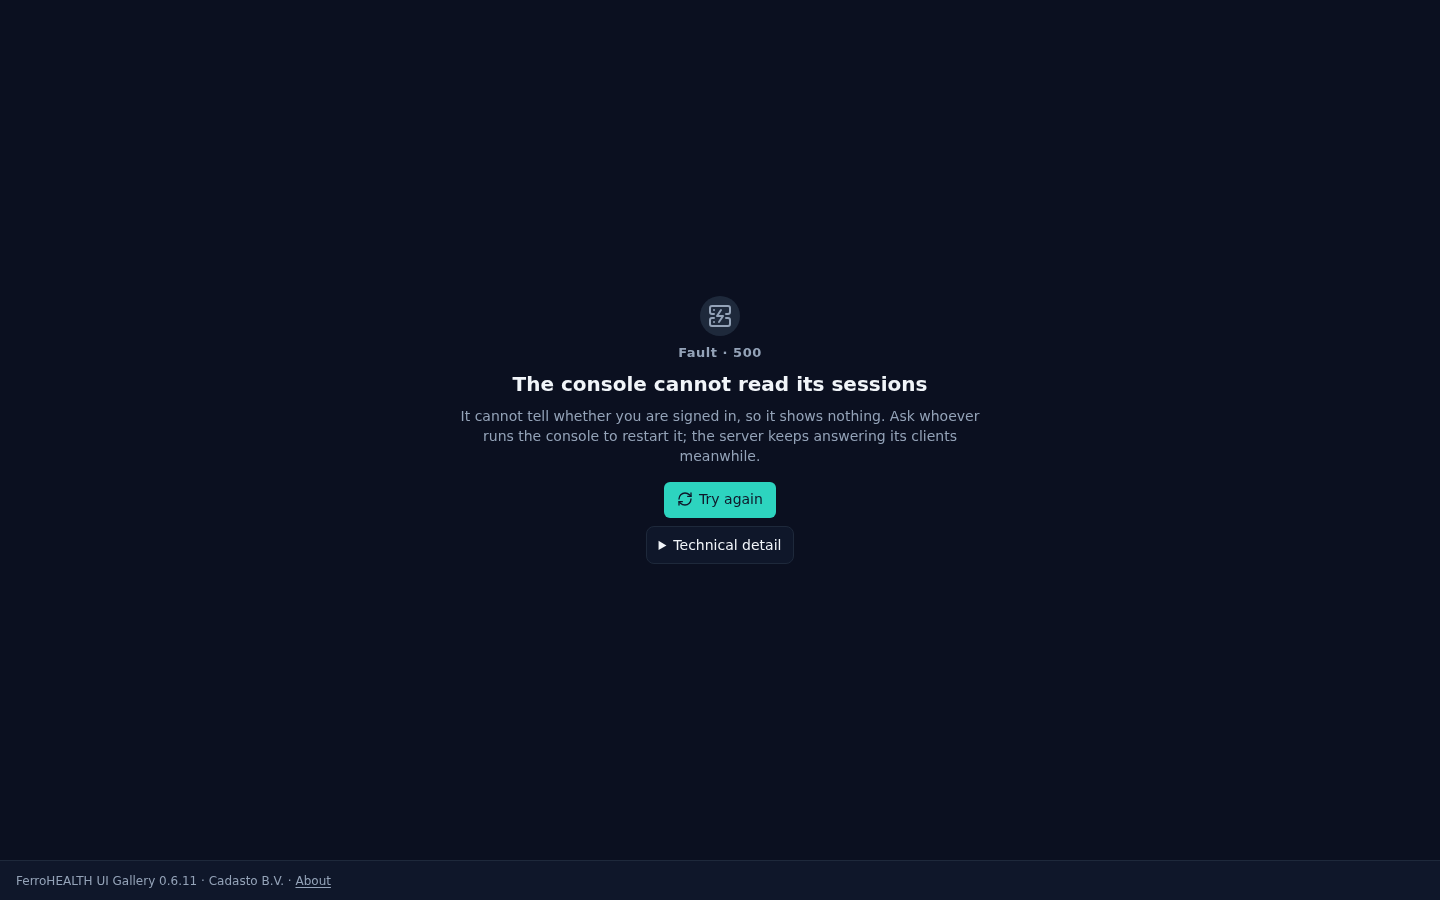 Fault · 500
The console cannot read its sessions
It cannot tell whether you are signed in, so it shows nothing. Ask whoever
runs the console to restart it; the server keeps answering its clients
meanwhile.
Try again
Technical detail
FerroHEALTH UI Gallery 0.6.11 · Cadasto B.V. · About